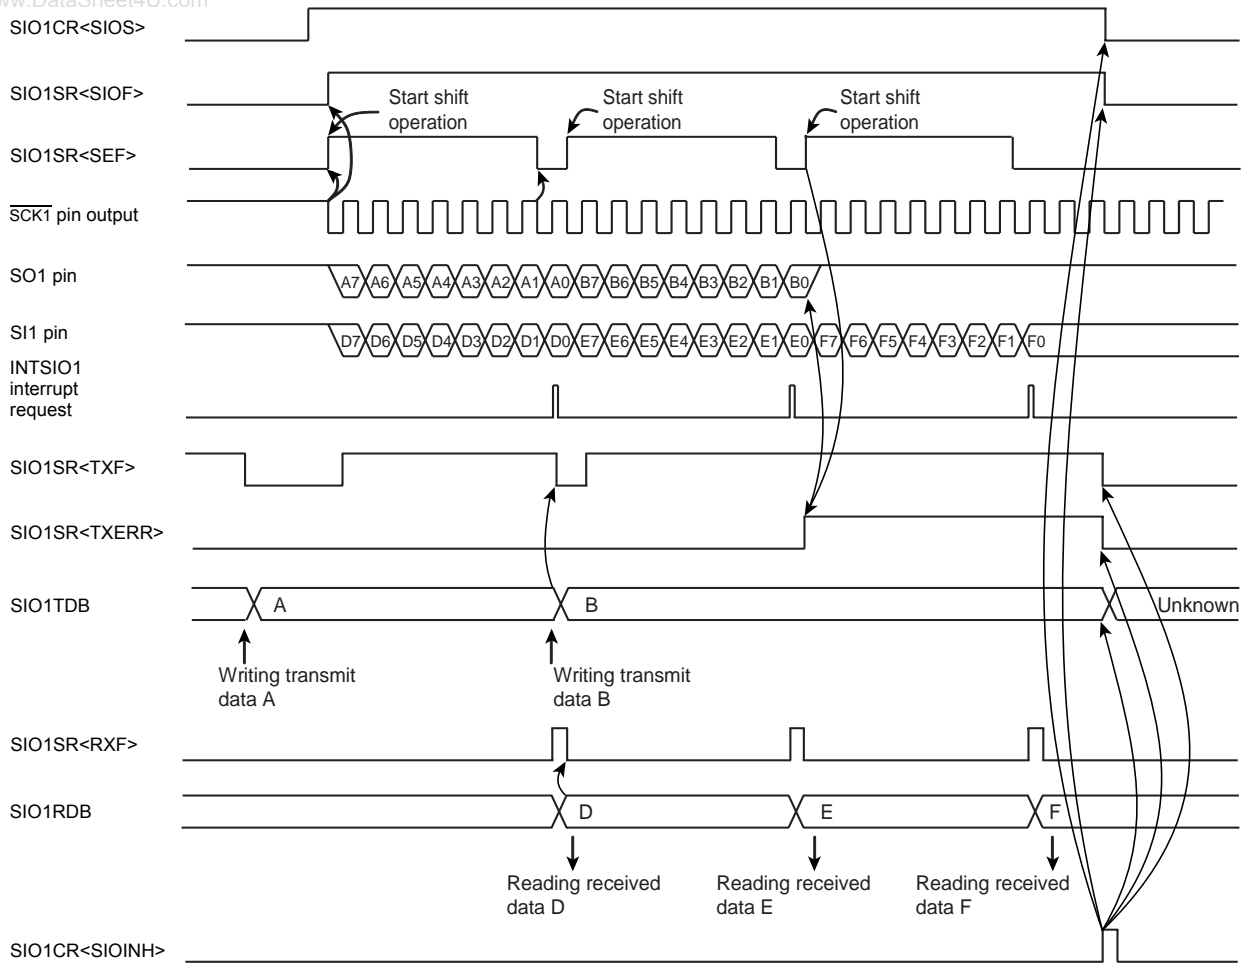 www.DataSheet4U.com
SIO1CR<SIOS>
SIO1SR<SIOF>
Start shift
operation
Start shift
operation
Start shift
operation
SIO1SR<SEF>
SCK1 pin output
SO1 pin
A7 A6 A5 A4 A3 A2 A1 A0 B7 B6 B5 B4 B3 B2 B1 B0
SI1 pin
D7 D6 D5 D4 D3 D2 D1 D0 E7 E6 E5 E4 E3 E2 E1 E0 F7 F6 F5 F4 F3 F2 F1 F0
INTSIO1
interrupt
request
SIO1SR<TXF>
SIO1SR<TXERR>
SIO1TDB A B Unknown
Writing transmit
data A
Writing transmit
data B
SIO1SR<RXF>
SIO1RDB D E F
Reading received
data D
Reading received
data E
Reading received
data F
SIO1CR<SIOINH>